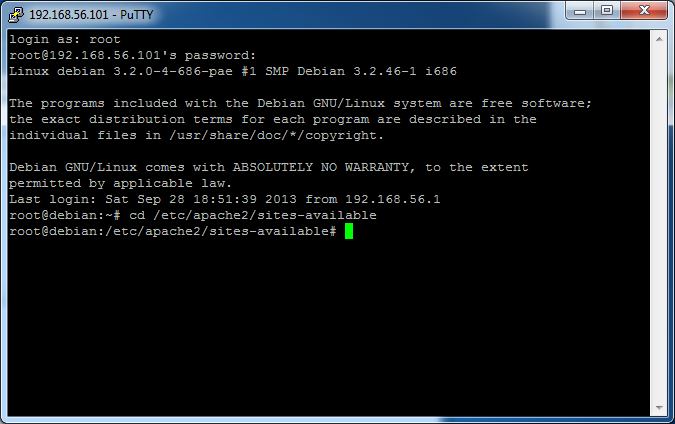 192.168.56.101 - PuTTY
login as: root
root@192.168.56.101's password:
Linux debian 3.2.0-4-686-pae #1 SMP Debian 3.2.46-1 i686
The programs included with the Debian GNU/Linux system are free software;
the exact distribution terms for each program are described in the
individual files in /usr/share/doc/*/copyright.
Debian GNU/Linux comes with ABSOLUTELY NO WARRANTY, to the extent
permitted by applicable law.
Last login: Sat Sep 28 18:51:39 2013 from 192.168.56.1
root@debian:~# cd /etc/apache2/sites-available
root@debian:/etc/apache2/sites-available#